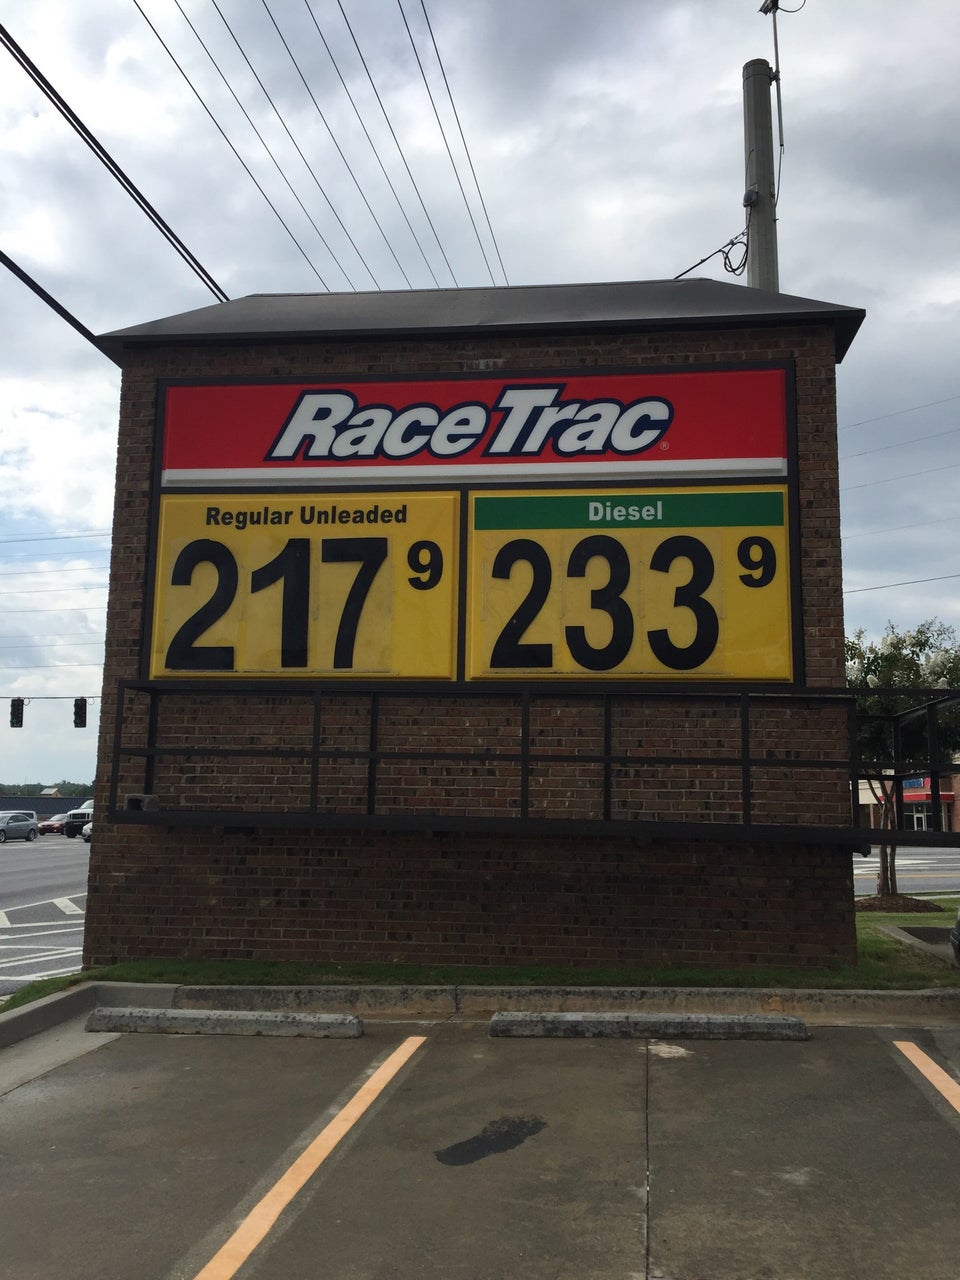 RaceTrac®
Regular Unleaded
217 9
Diesel
233 9